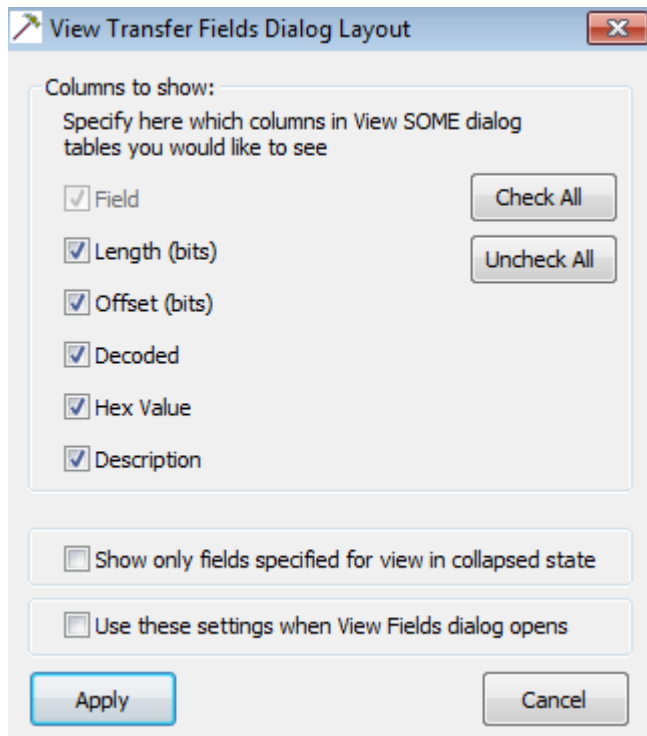 View Transfer Fields Dialog Layout
Columns to show:
Specify here which columns in View SOME dialog
tables you would like to see
Field
Check All
Length (bits)
Uncheck All
Offset (bits)
Decoded
Hex Value
Description
Show only fields specified for view in collapsed state
Use these settings when View Fields dialog opens
Apply
Cancel